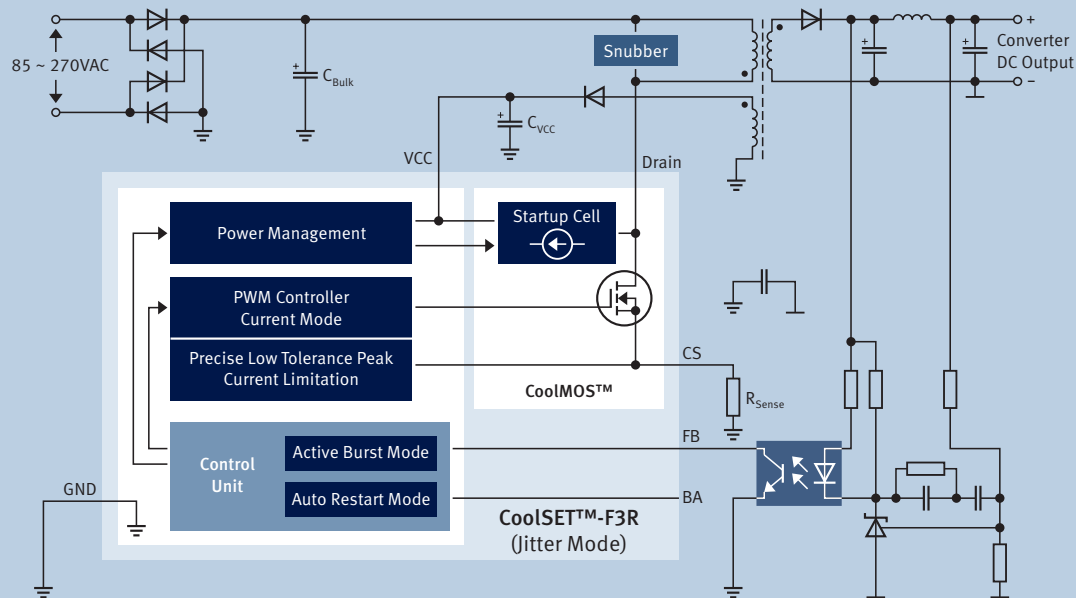 85 ~ 270VAC
+
C_Bulk
Snubber
+
+
+
Converter
DC Output
−
+
C_VCC
VCC
Drain
Power Management
Startup Cell
PWM Controller
Current Mode
Precise Low Tolerance Peak
Current Limitation
CoolMOS™
CS
R_Sense
Control
Unit
Active Burst Mode
Auto Restart Mode
FB
BA
GND
CoolSET™-F3R
(Jitter Mode)